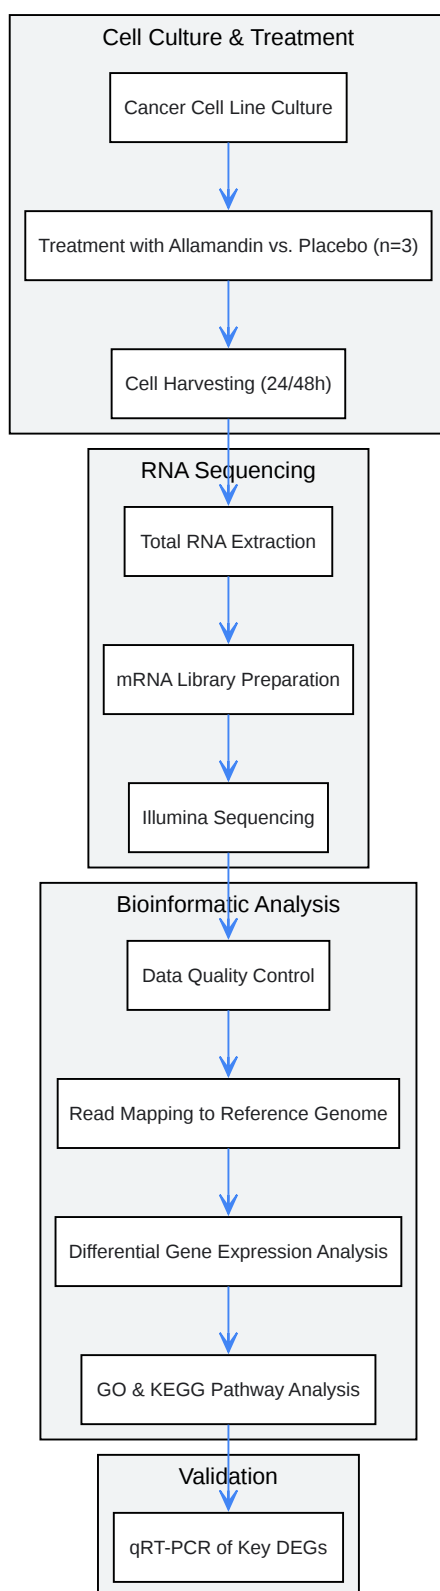 Cell Culture & Treatment
Cancer Cell Line Culture
Treatment with Allamandin vs. Placebo (n=3)
Cell Harvesting (24/48h)
RNA Sequencing
Total RNA Extraction
mRNA Library Preparation
Illumina Sequencing
Bioinformatic Analysis
Data Quality Control
Read Mapping to Reference Genome
Differential Gene Expression Analysis
GO & KEGG Pathway Analysis
Validation
qRT-PCR of Key DEGs